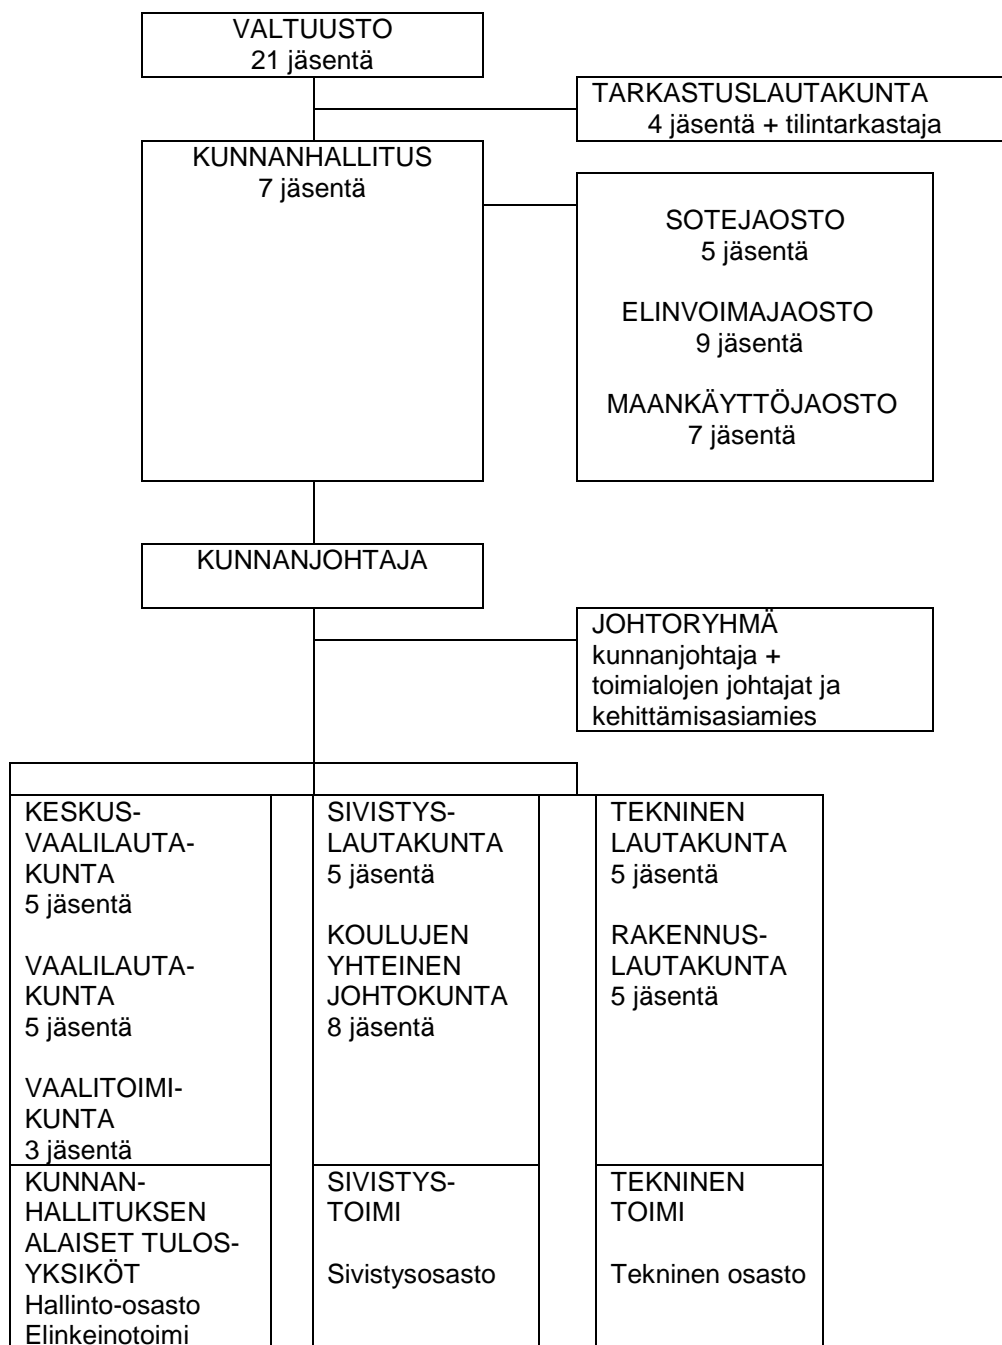 VALTUUSTO
21 jäsentä
TARKASTUSLAUTAKUNTA
4 jäsentä + tilintarkastaja
KUNNANHALLITUS
7 jäsentä
SOTEJAOSTO
5 jäsentä
ELINVOIMAJAOSTO
9 jäsentä
MAANKÄYTTÖJAOSTO
7 jäsentä
KUNNANJOHTAJA
JOHTORYHMÄ
kunnanjohtaja +
toimialojen johtajat ja
kehittämisasiamies
KESKUS-
VAALILAUTA-
KUNTA
5 jäsentä
VAALILAUTA-
KUNTA
5 jäsentä
VAALITOIMI-
KUNTA
3 jäsentä
SIVISTYS-
LAUTAKUNTA
5 jäsentä
KOULUJEN
YHTEINEN
JOHTOKUNTA
8 jäsentä
TEKNINEN
LAUTAKUNTA
5 jäsentä
RAKENNUS-
LAUTAKUNTA
5 jäsentä
KUNNAN-
HALLITUKSEN
ALAISET TULOS-
YKSIKÖT
Hallinto-osasto
Elinkeinotoimi
SIVISTYS-
TOIMI
Sivistysosasto
TEKNINEN
TOIMI
Tekninen osasto